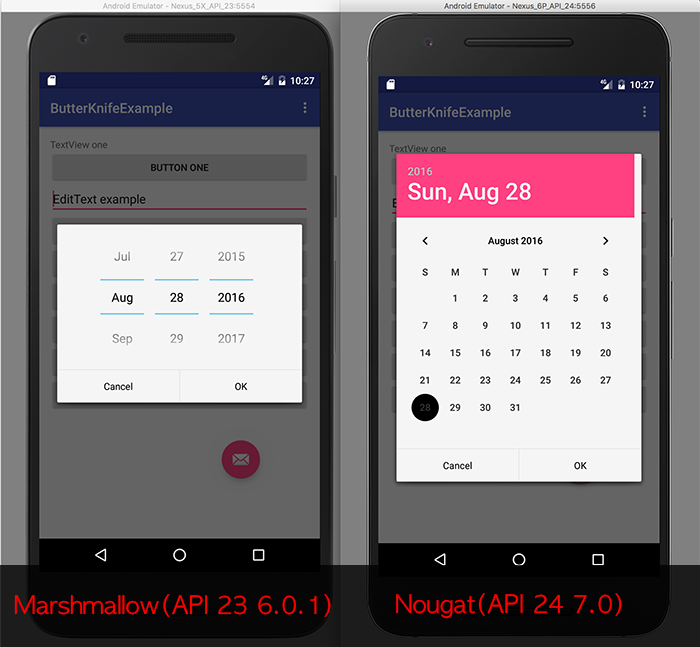 Android Emulator - Nexus_5X_API_23:5554
4G 10:27
ButterKnifeExample
TextView one
BUTTON ONE
EditText example
Jul 27 2015
Aug 28 2016
Sep 29 2017
Cancel OK
Marshmallow(API 23 6.0.1)
Android Emulator - Nexus_6P_API_24:5556
4G 10:27
ButterKnifeExample
TextView one
2016
Sun, Aug 28
August 2016
S M T W T F S
1 2 3 4 5 6
7 8 9 10 11 12 13
14 15 16 17 18 19 20
21 22 23 24 25 26 27
28 29 30 31
Cancel OK
Nougat(API 24 7.0)